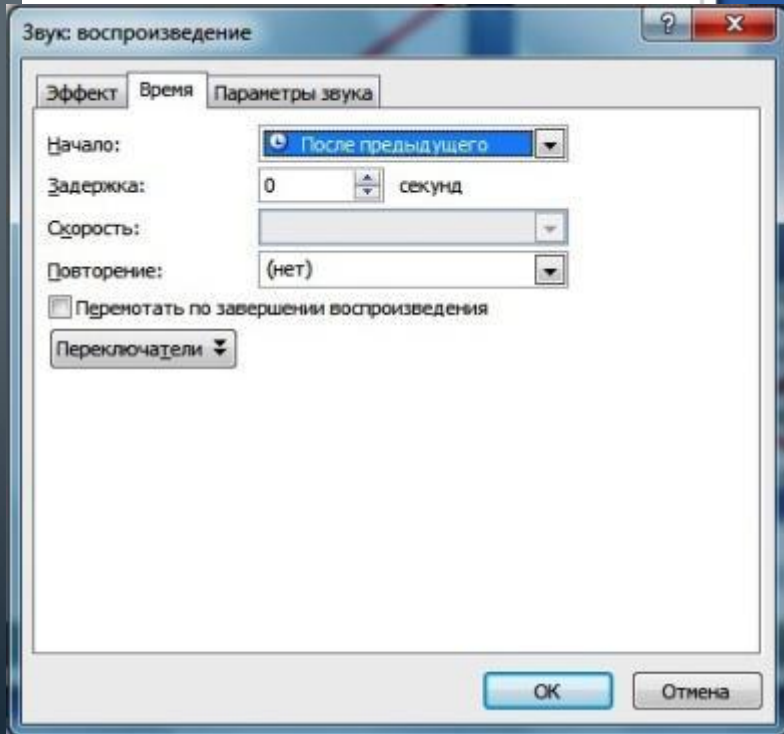 Звук: воспроизведение
Эффект Время Параметры звука
Начало: После предыдущего
Задержка: 0 секунд
Скорость:
Повторение: (нет)
Перемотать по завершении воспроизведения
Переключатели
ОК Отмена